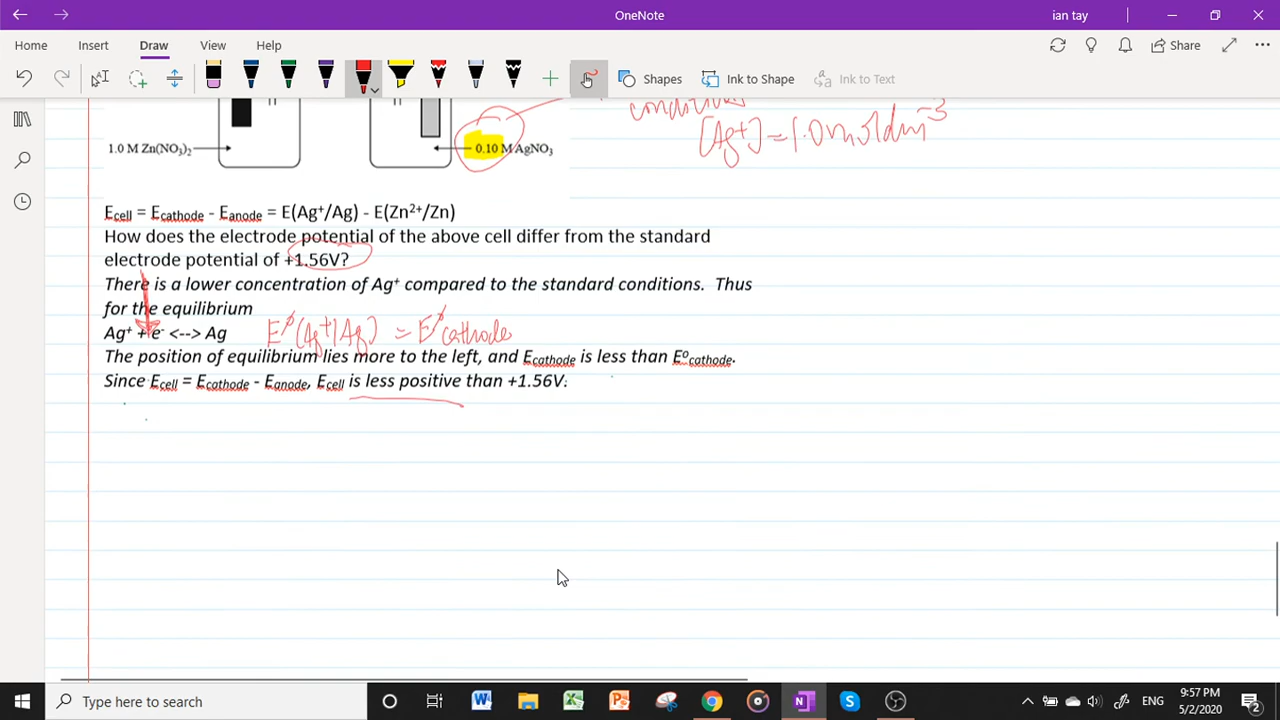 OneNote
ian tay
Home Insert Draw View Help
Share
Shapes
Ink to Shape
Ink to Text
conditions
[Ag+] = 1.0 mol dm⁻³
1.0 M Zn(NO₃)₂
0.10 M AgNO₃
Ecell = Ecathode - Eanode = E(Ag⁺/Ag) - E(Zn²⁺/Zn)
How does the electrode potential of the above cell differ from the standard
electrode potential of +1.56V?
There is a lower concentration of Ag⁺ compared to the standard conditions. Thus
for the equilibrium
Ag⁺ + e⁻ <--> Ag
E⦵(Ag+/Ag) = E⦵cathode
The position of equilibrium lies more to the left, and Ecathode is less than E⁰cathode.
Since Ecell = Ecathode - Eanode, Ecell is less positive than +1.56V.
Type here to search
ENG
9:57 PM
5/2/2020
2